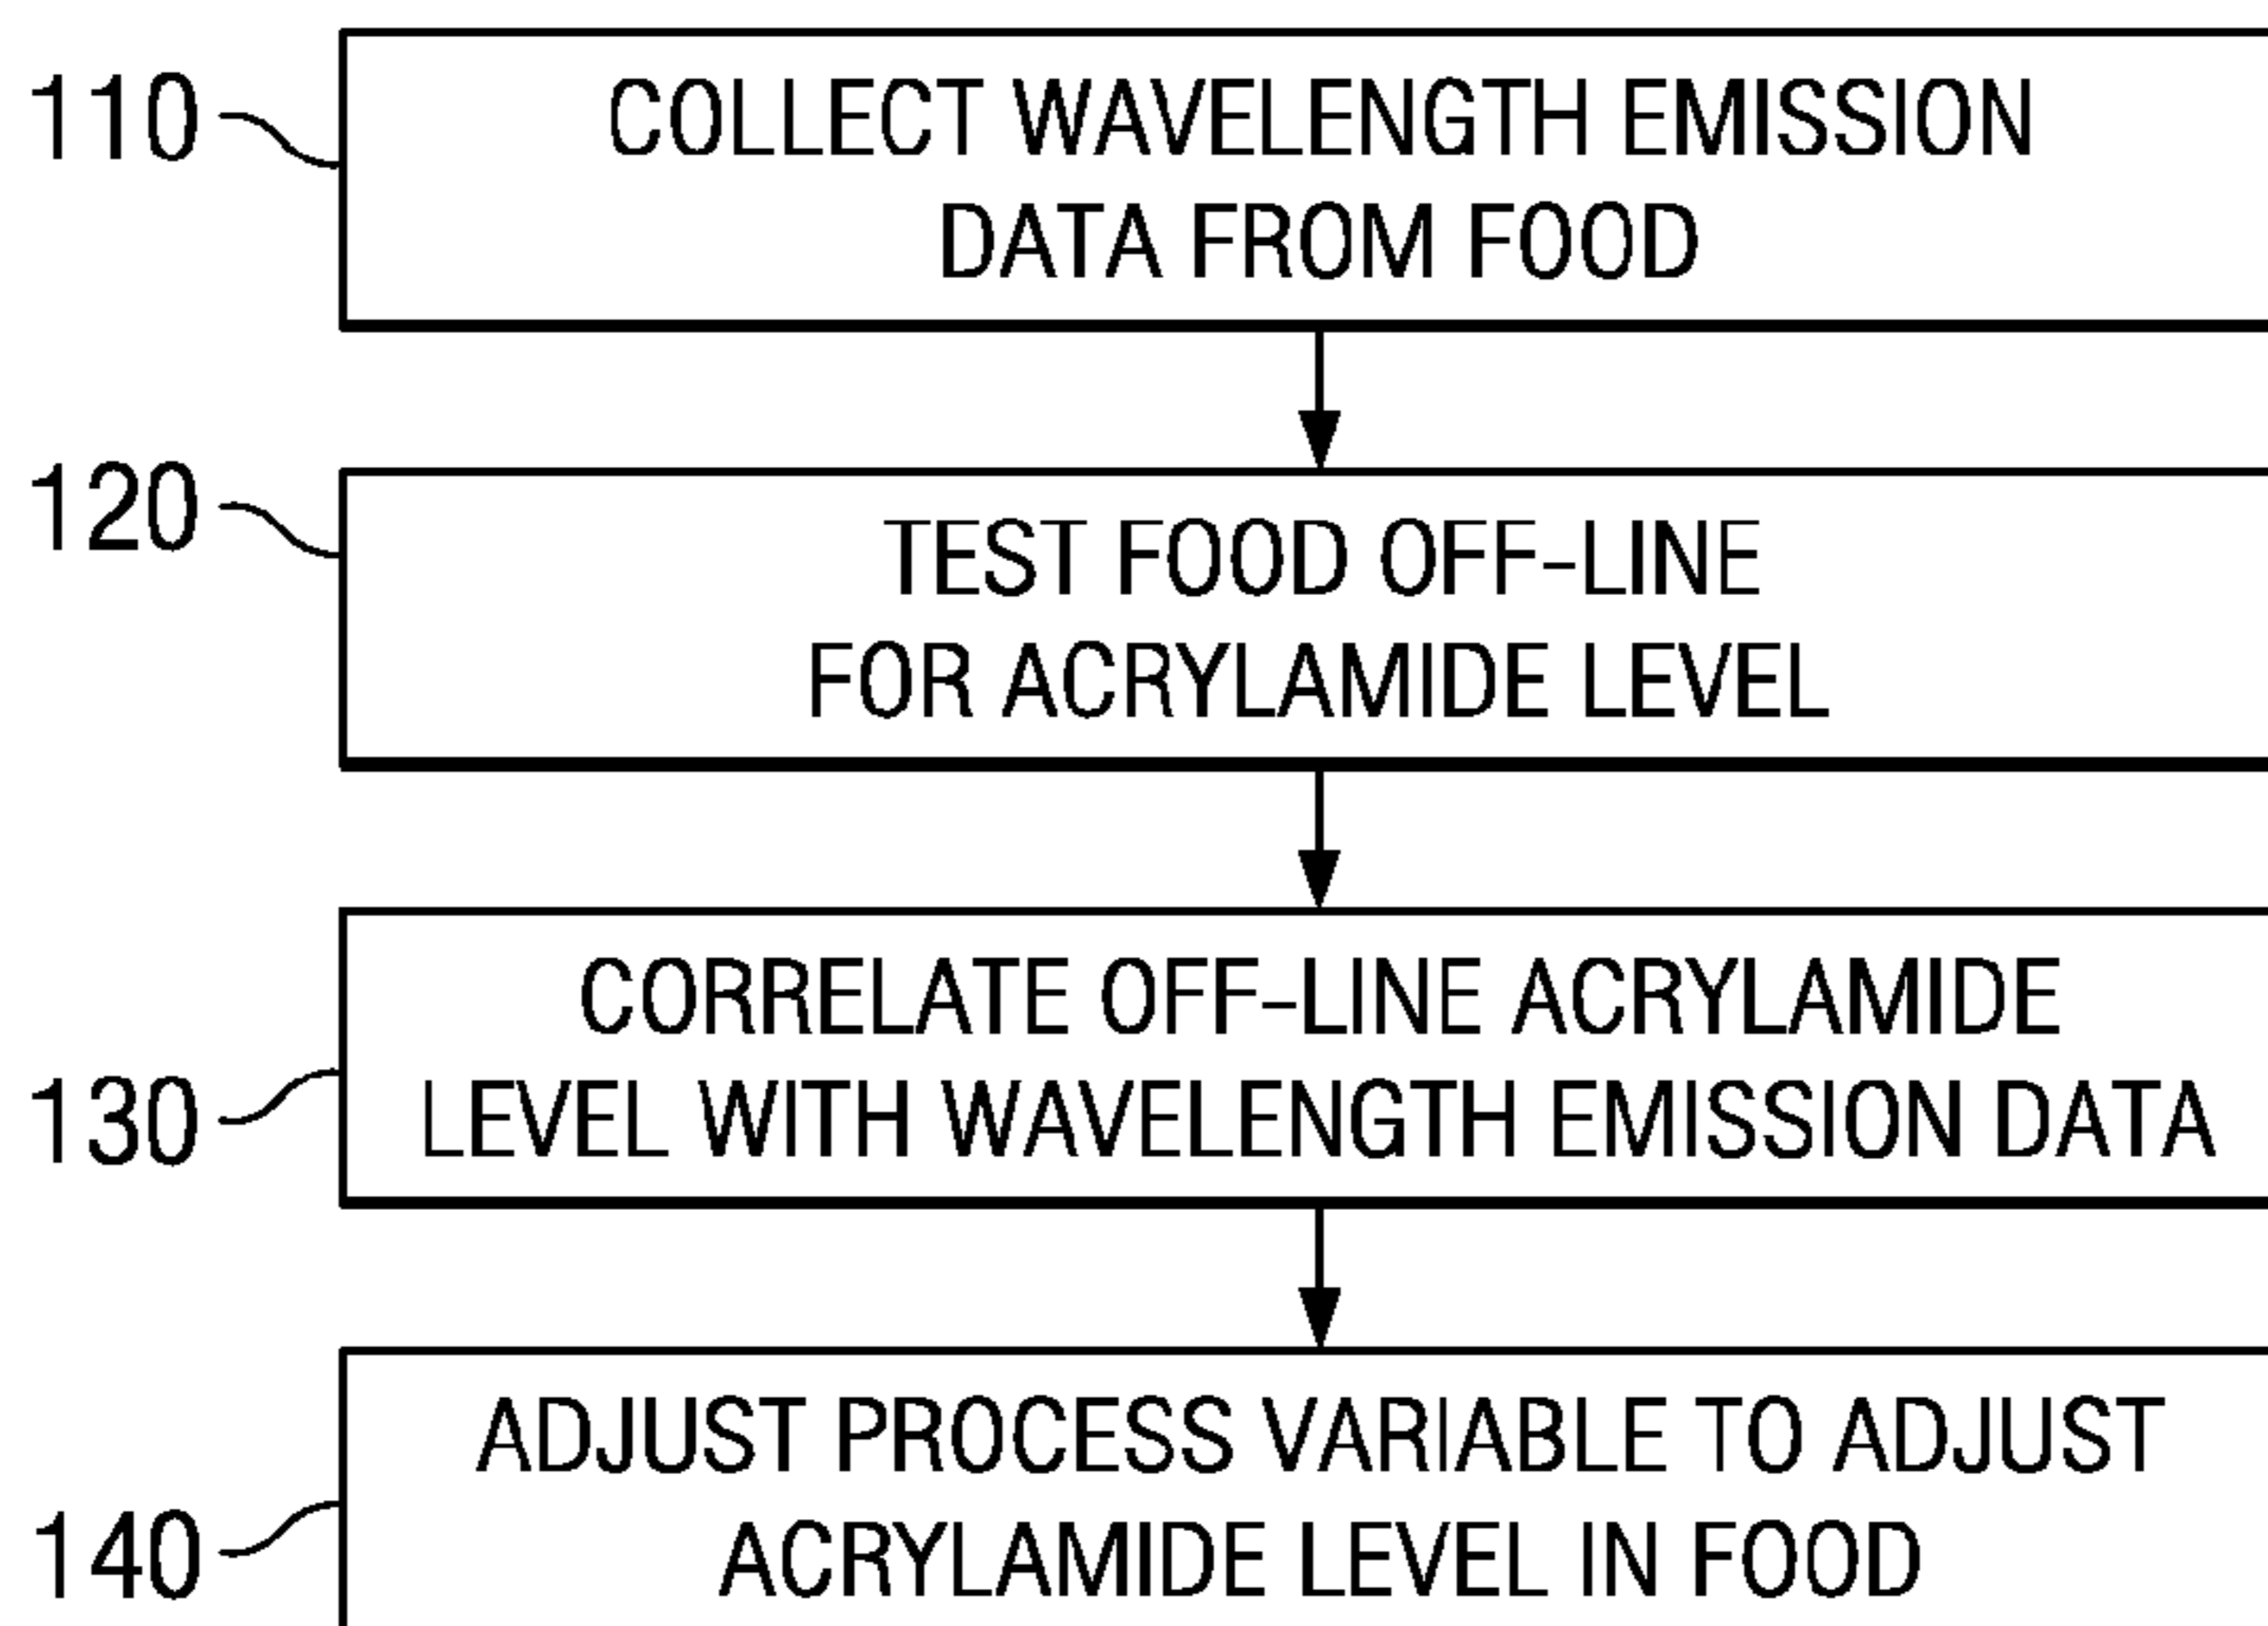 110
COLLECT WAVELENGTH EMISSION
DATA FROM FOOD
120
TEST FOOD OFF-LINE
FOR ACRYLAMIDE LEVEL
130
CORRELATE OFF-LINE ACRYLAMIDE
LEVEL WITH WAVELENGTH EMISSION DATA
140
ADJUST PROCESS VARIABLE TO ADJUST
ACRYLAMIDE LEVEL IN FOOD